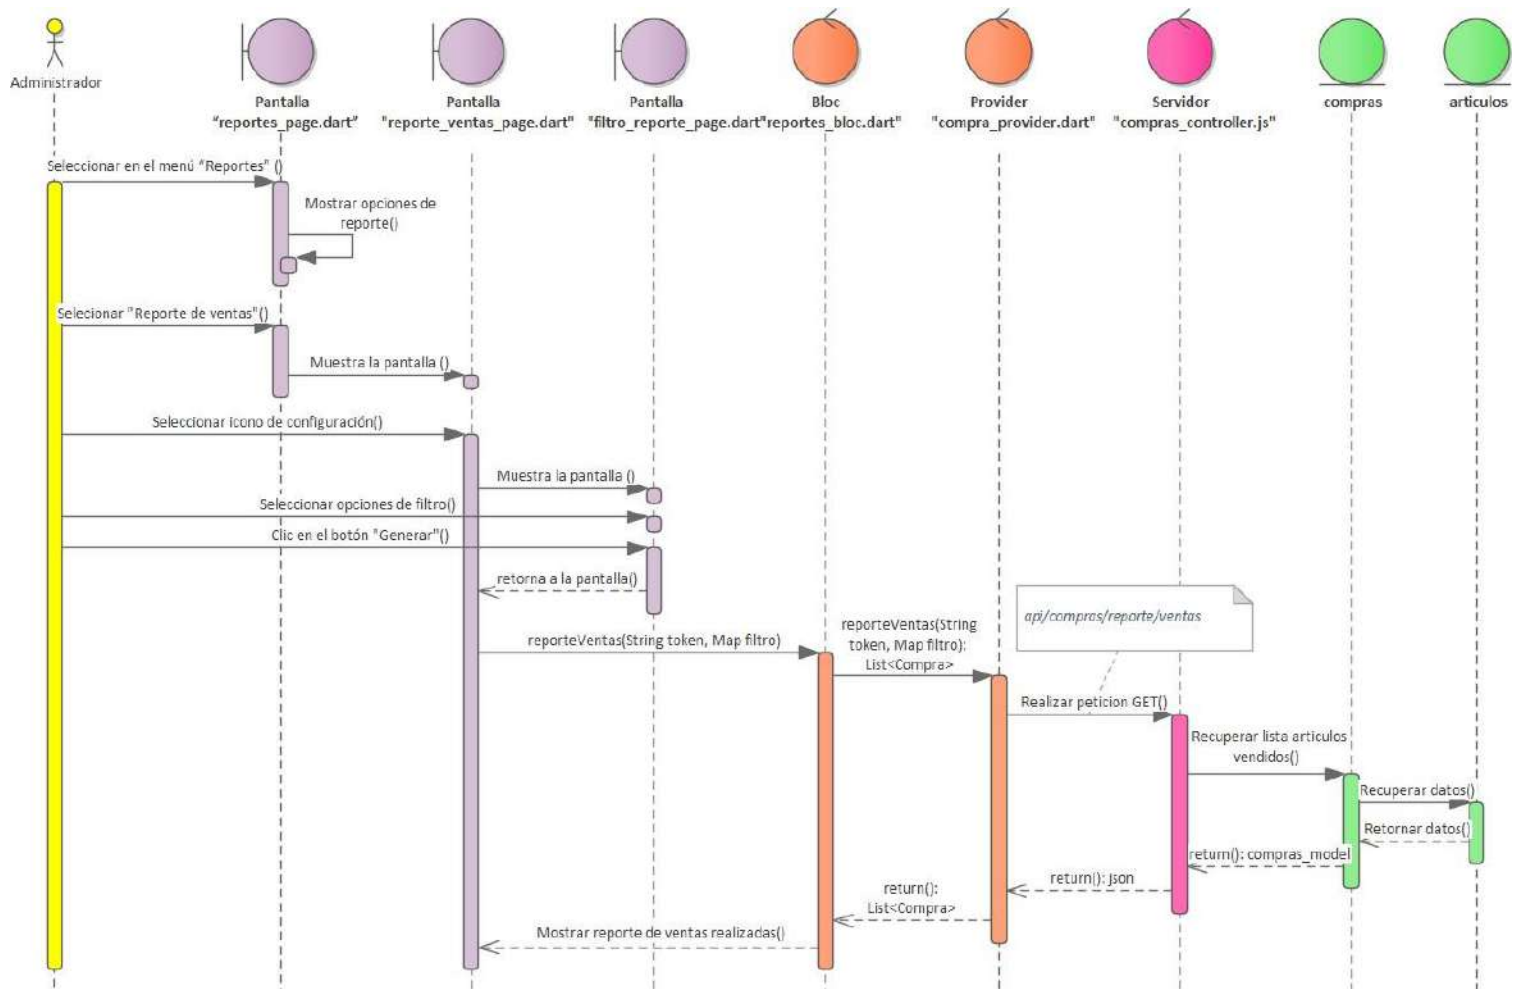 Administrador
Pantalla
"reportes_page.dart"
Pantalla
"reporte_ventas_page.dart"
Pantalla
"filtro_reporte_page.dart"
Bloc
"reportes_bloc.dart"
Provider
"compra_provider.dart"
Servidor
"compras_controller.js"
compras
articulos
Seleccionar en el menú "Reportes" ()
Mostrar opciones de
reporte()
Selecionar "Reporte de ventas"()
Muestra la pantalla ()
Seleccionar icono de configuración()
Muestra la pantalla ()
Seleccionar opciones de filtro()
Clic en el botón "Generar"()
retorna a la pantalla()
api/compras/reporte/ventas
reporteVentas(String token, Map filtro)
reporteVentas(String
token, Map filtro):
List<Compra>
Realizar peticion GET()
Recuperar lista articulos
vendidos()
Recuperar datos()
Retornar datos()
return(): compras_model
return(): json
return():
List<Compra>
Mostrar reporte de ventas realizadas()